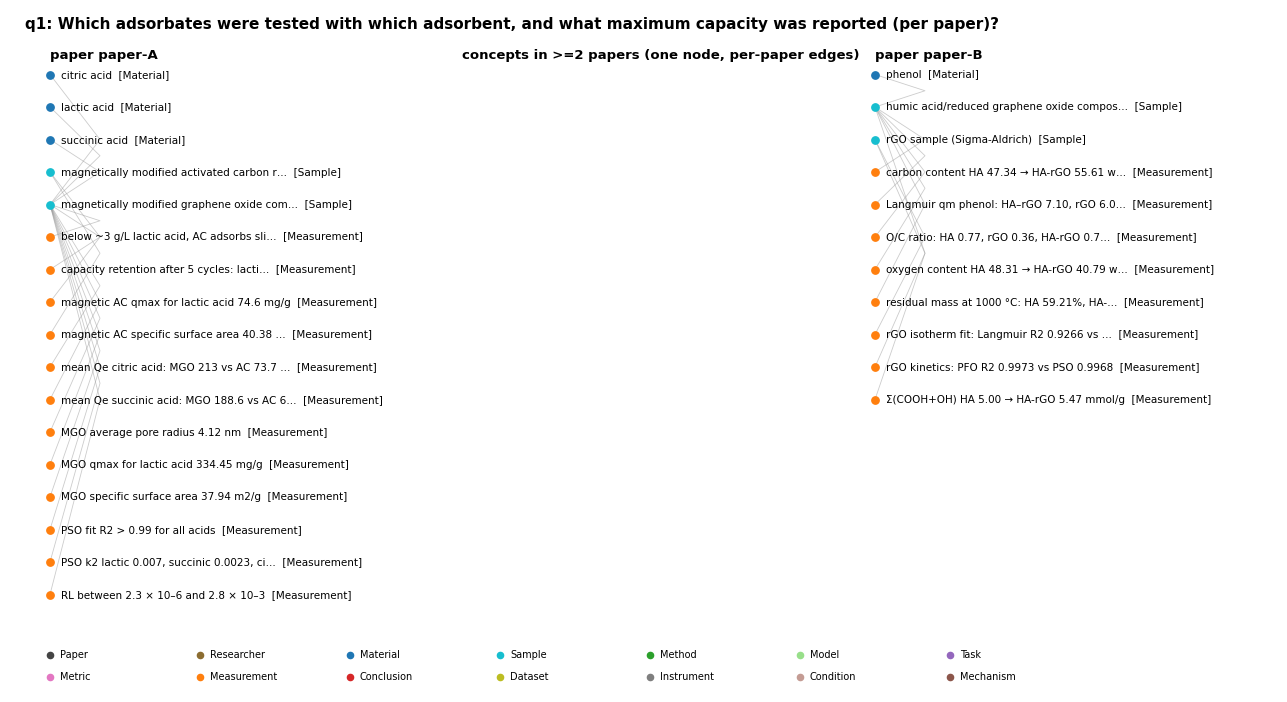 q1: Which adsorbates were tested with which adsorbent, and what maximum capacity was reported (per paper)?
paper paper-A
concepts in >=2 papers (one node, per-paper edges)
paper paper-B
citric acid  [Material]
lactic acid  [Material]
succinic acid  [Material]
magnetically modified activated carbon r...  [Sample]
magnetically modified graphene oxide com...  [Sample]
below ~3 g/L lactic acid, AC adsorbs sli...  [Measurement]
capacity retention after 5 cycles: lacti...  [Measurement]
magnetic AC qmax for lactic acid 74.6 mg/g  [Measurement]
magnetic AC specific surface area 40.38 ...  [Measurement]
mean Qe citric acid: MGO 213 vs AC 73.7 ...  [Measurement]
mean Qe succinic acid: MGO 188.6 vs AC 6...  [Measurement]
MGO average pore radius 4.12 nm  [Measurement]
MGO qmax for lactic acid 334.45 mg/g  [Measurement]
MGO specific surface area 37.94 m2/g  [Measurement]
PSO fit R2 > 0.99 for all acids  [Measurement]
PSO k2 lactic 0.007, succinic 0.0023, ci...  [Measurement]
RL between 2.3 × 10–6 and 2.8 × 10–3  [Measurement]
phenol  [Material]
humic acid/reduced graphene oxide compos...  [Sample]
rGO sample (Sigma-Aldrich)  [Sample]
carbon content HA 47.34 → HA-rGO 55.61 w...  [Measurement]
Langmuir qm phenol: HA–rGO 7.10, rGO 6.0...  [Measurement]
O/C ratio: HA 0.77, rGO 0.36, HA-rGO 0.7...  [Measurement]
oxygen content HA 48.31 → HA-rGO 40.79 w...  [Measurement]
residual mass at 1000 °C: HA 59.21%, HA-...  [Measurement]
rGO isotherm fit: Langmuir R2 0.9266 vs ...  [Measurement]
rGO kinetics: PFO R2 0.9973 vs PSO 0.9968  [Measurement]
Σ(COOH+OH) HA 5.00 → HA-rGO 5.47 mmol/g  [Measurement]
Paper
Researcher
Material
Sample
Method
Model
Task
Metric
Measurement
Conclusion
Dataset
Instrument
Condition
Mechanism